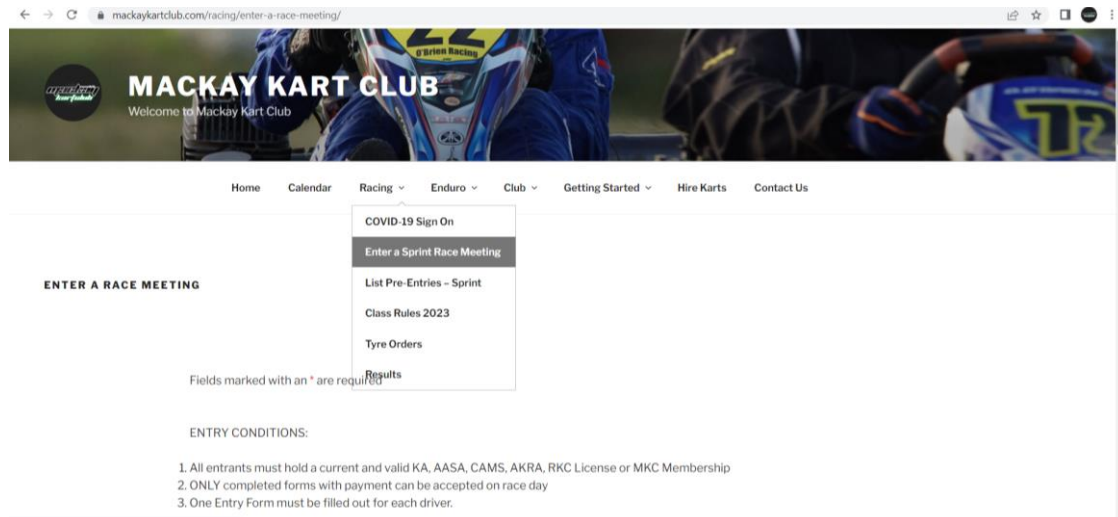 mackaykartclub.com/racing/enter-a-race-meeting/
22
O'Brien Racing
mackay
kart club
MACKAY KART CLUB
Welcome to Mackay Kart Club
72
Home Calendar Racing Enduro Club Getting Started Hire Karts Contact Us
COVID-19 Sign On
Enter a Sprint Race Meeting
List Pre-Entries – Sprint
Class Rules 2023
Tyre Orders
Results
ENTER A RACE MEETING
Fields marked with an * are required
ENTRY CONDITIONS:
1. All entrants must hold a current and valid KA, AASA, CAMS, AKRA, RKC License or MKC Membership
2. ONLY completed forms with payment can be accepted on race day
3. One Entry Form must be filled out for each driver.